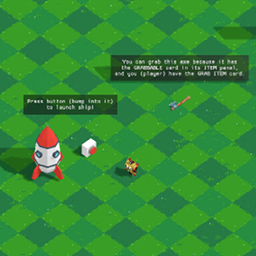 You can grab this axe because it has
the GRABBABLE card in its ITEM panel,
and you (player) have the GRAB ITEM card.
Press button (bump into it)
to launch ship!